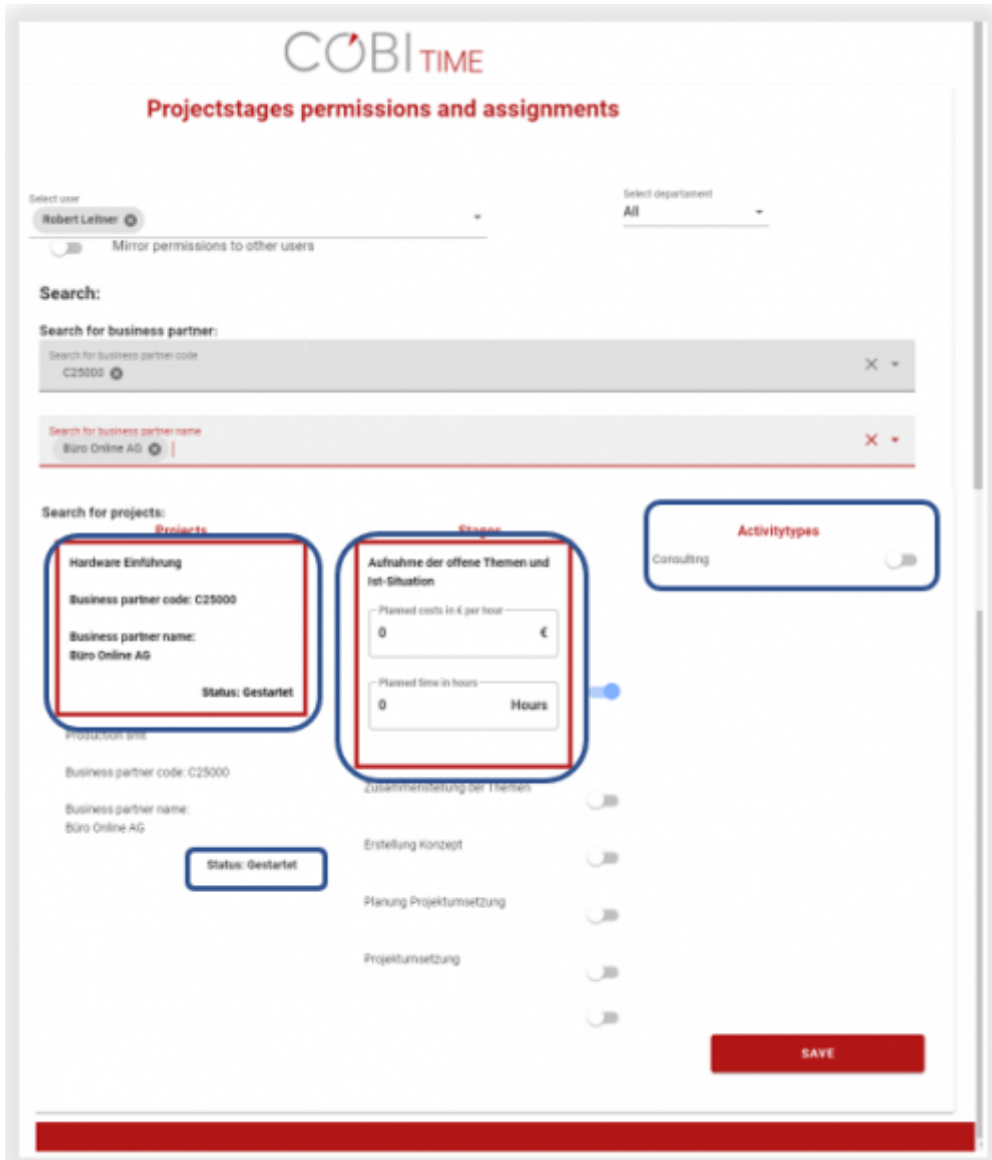 COBI TIME
Projectstages permissions and assignments
Select user
Select departament
Robert Leitner
All
Mirror permissions to other users
Search:
Search for business partner:
Search for business partner code
C25000
Search for business partner name
Büro Online AG
Search for projects:
Projects
Stages
Activitytypes
Hardware Einführung
Business partner code: C25000
Business partner name:
Büro Online AG
Status: Gestartet
Aufnahme der offene Themen und
Ist-Situation
Planned costs in € per hour
0 €
Planned time in hours
0 Hours
Consulting
Production
Business partner code: C25000
Business partner name:
Büro Online AG
Status: Gestartet
Zusammenstellung der Themen
Erstellung Konzept
Planung Projektumsetzung
Projektumsetzung
SAVE